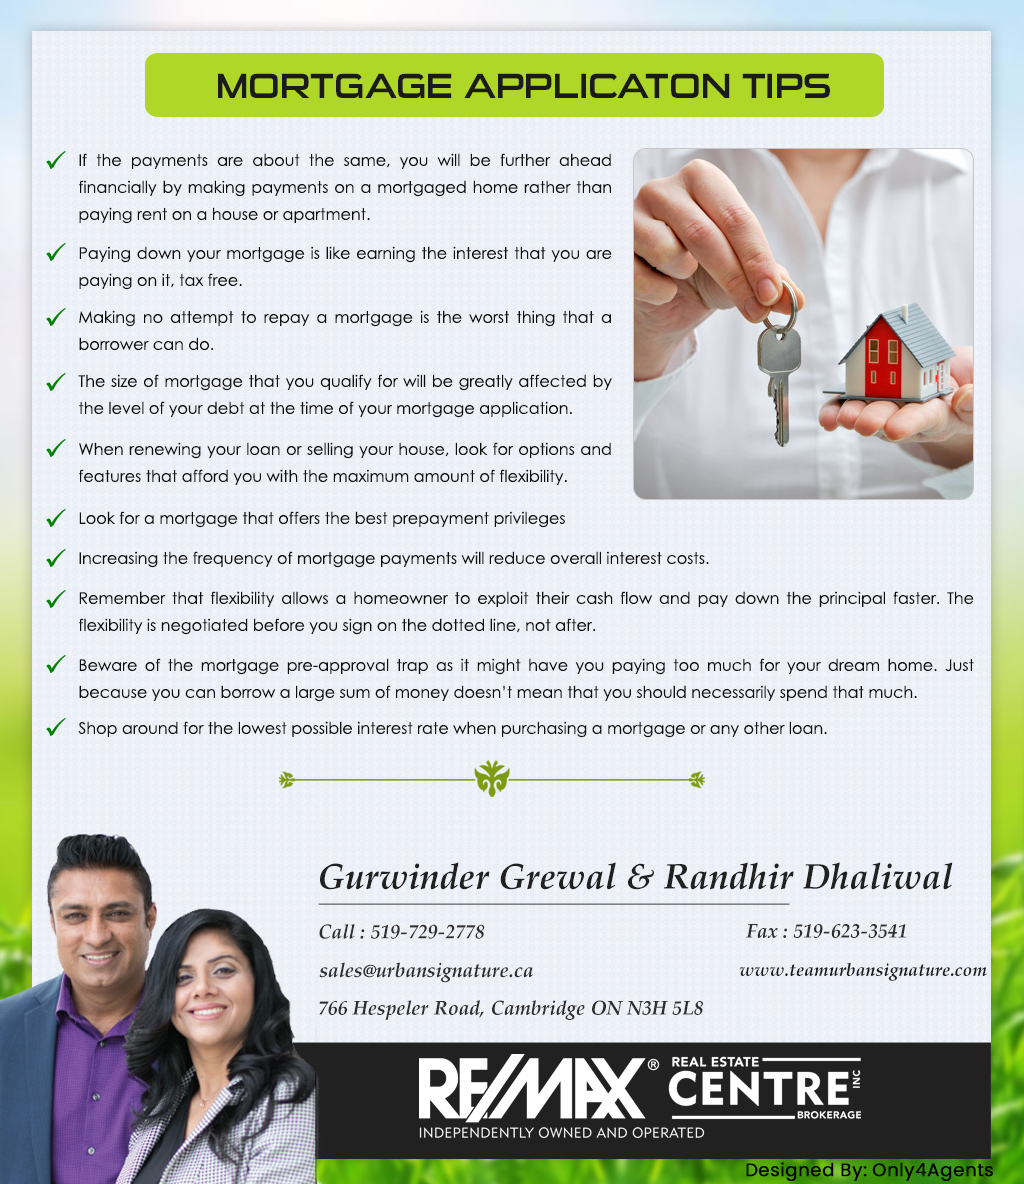 MORTGAGE APPLICATON TIPS
If the payments are about the same, you will be further ahead
financially by making payments on a mortgaged home rather than
paying rent on a house or apartment.
Paying down your mortgage is like earning the interest that you are
paying on it, tax free.
Making no attempt to repay a mortgage is the worst thing that a
borrower can do.
The size of mortgage that you qualify for will be greatly affected by
the level of your debt at the time of your mortgage application.
When renewing your loan or selling your house, look for options and
features that afford you with the maximum amount of flexibility.
Look for a mortgage that offers the best prepayment privileges
Increasing the frequency of mortgage payments will reduce overall interest costs.
Remember that flexibility allows a homeowner to exploit their cash flow and pay down the principal faster. The
flexibility is negotiated before you sign on the dotted line, not after.
Beware of the mortgage pre-approval trap as it might have you paying too much for your dream home. Just
because you can borrow a large sum of money doesn't mean that you should necessarily spend that much.
Shop around for the lowest possible interest rate when purchasing a mortgage or any other loan.
Gurwinder Grewal & Randhir Dhaliwal
Call : 519-729-2778
Fax : 519-623-3541
sales@urbansignature.ca
www.teamurbansignature.com
766 Hespeler Road, Cambridge ON N3H 5L8
RE/MAX®
REAL ESTATE
CENTRE INC
BROKERAGE
INDEPENDENTLY OWNED AND OPERATED
Designed By: Only4Agents